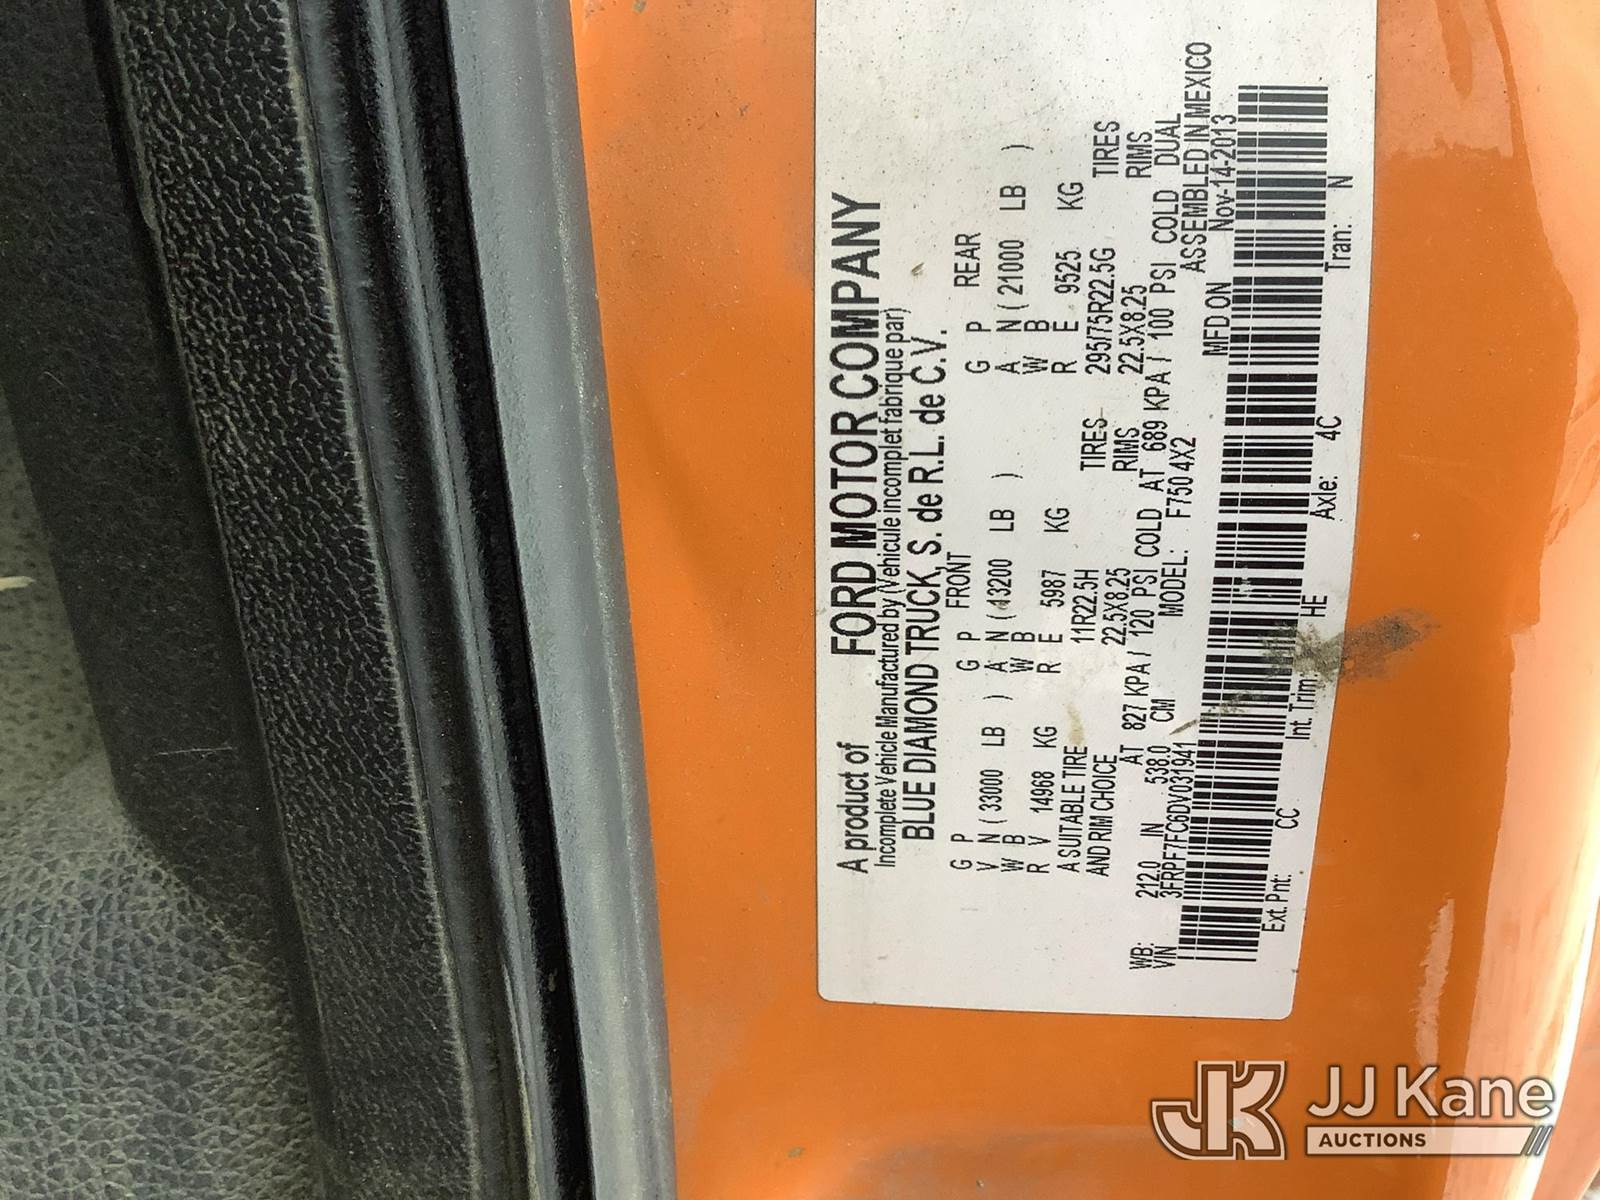 A product of FORD MOTOR COMPANY
Incomplete Vehicle Manufactured by (Vehicule Incomplet fabrique par)
BLUE DIAMOND TRUCK, S. de R.L. de C.V.
G P G P FRONT G P REAR
V N ( 33000 LB ) A N ( 13200 LB ) A N ( 21000 LB )
W B W B W B
R V 14968 KG R E 5987 KG R E 9525 KG
A SUITABLE TIRE 11R22.5H TIRES 295/75R22.5G TIRES
AND RIM CHOICE 22.5X8.25 RIMS 22.5X8.25 RIMS
AT 827 KPA / 120 PSI COLD AT 689 KPA / 100 PSI COLD DUAL
WB: 212.0 IN 538.0 CM MODEL: F750 4X2 ASSEMBLED IN MEXICO
VIN 3FRPF7FC6DV031941 MFD ON Nov-14-2013
Ext. Pnt: CC Int. Trim: HE Axle: 4C Tran: N
JK JJ Kane
AUCTIONS